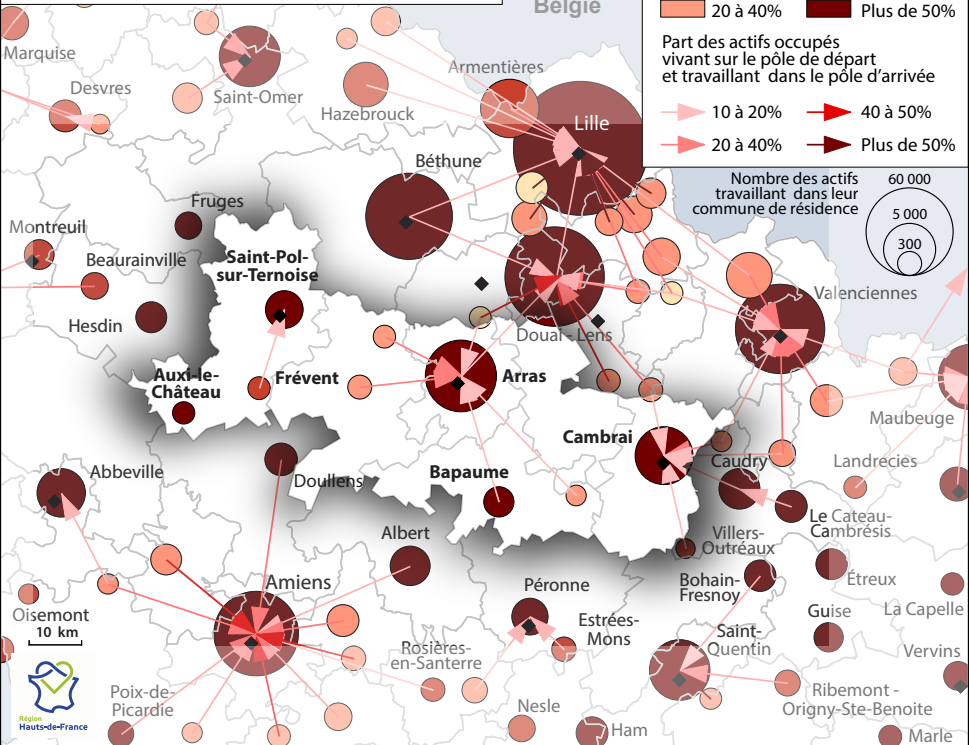 België
20 à 40%
Plus de 50%
Part des actifs occupés
vivant sur le pôle de départ
et travaillant dans le pôle d'arrivée
10 à 20%
40 à 50%
20 à 40%
Plus de 50%
Nombre des actifs
travaillant dans leur
commune de résidence
60 000
5 000
300
Marquise
Desvres
Saint-Omer
Hazebrouck
Armentières
Lille
Béthune
Fruges
Montreuil
Beaurainville
Hesdin
Saint-Pol-
sur-Ternoise
Auxi-le-
Château
Frévent
Arras
Douai - Lens
Valenciennes
Maubeuge
Landrecies
Cambrai
Caudry
Le Cateau-
Cambrésis
Bapaume
Abbeville
Doullens
Albert
Villers-
Outréaux
Bohain-
Fresnoy
Étreux
La Capelle
Guise
Vervins
Péronne
Estrées-
Mons
Saint-
Quentin
Amiens
Oisemont
10 km
Rosières-
en-Santerre
Poix-de-
Picardie
Nesle
Ham
Ribemont -
Origny-Ste-Benoite
Marle
Région
Hauts-de-France